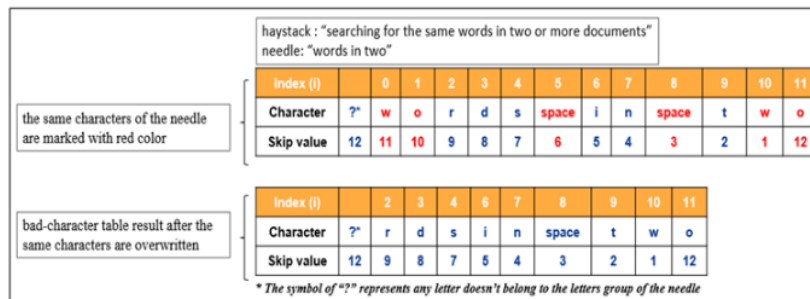 haystack : “searching for the same words in two or more documents”
needle: “words in two”
the same characters of the needle
are marked with red color
Index (i) 0 1 2 3 4 5 6 7 8 9 10 11
Character ?* w o r d s space i n space t w o
Skip value 12 11 10 9 8 7 6 5 4 3 2 1 12
bad-character table result after the
same characters are overwritten
Index (i) 2 3 4 6 7 8 9 10 11
Character ?* r d s i n space t w o
Skip value 12 9 8 7 5 4 3 2 1 12
* The symbol of “?” represents any letter doesn’t belong to the letters group of the needle